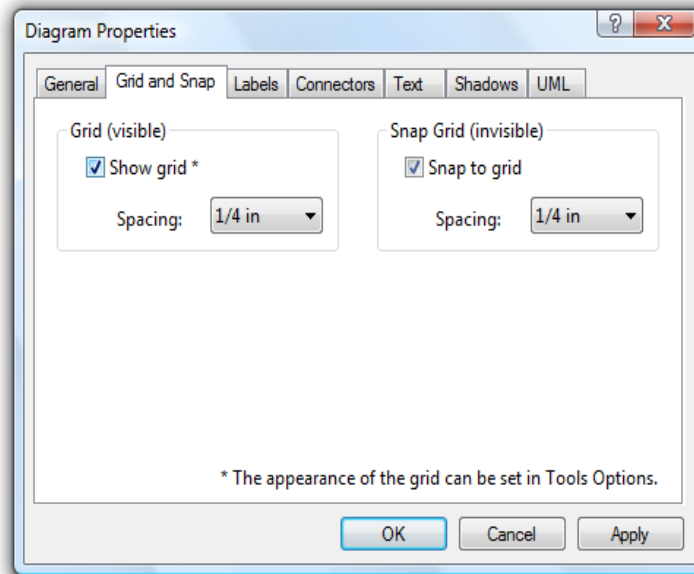 Diagram Properties
General Grid and Snap Labels Connectors Text Shadows UML
Grid (visible) Snap Grid (invisible)
Show grid * Snap to grid
Spacing: 1/4 in Spacing: 1/4 in
* The appearance of the grid can be set in Tools Options.
OK Cancel Apply